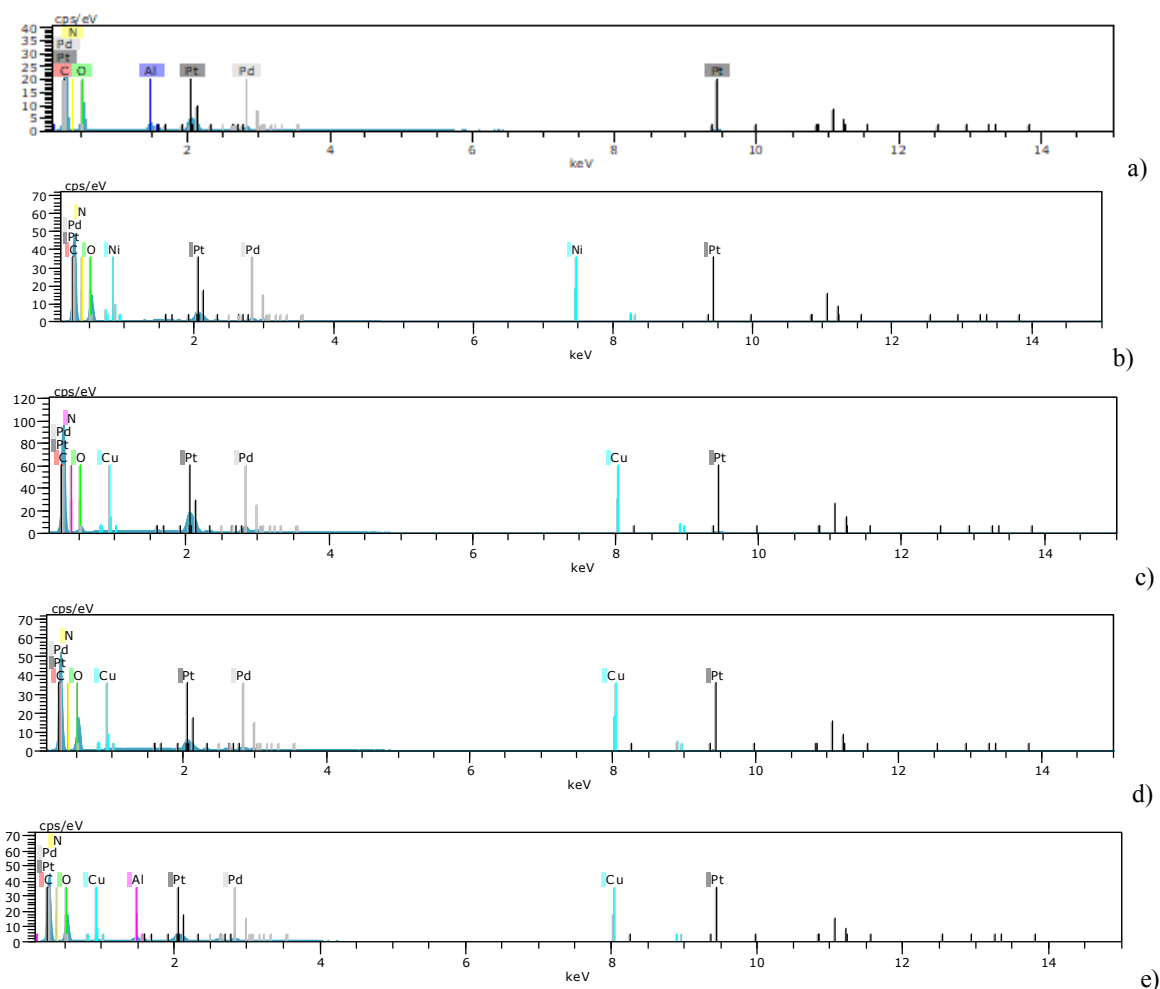 cps/eV
40
35
30
25
20
15
10
5
0
N
Pd
Pt
C O Al Pt Pd Pt
2 4 6 8 10 12 14
keV
a)
cps/eV
70
60
50
40
30
20
10
0
N
Pd
Pt
C O Ni Pt Pd Ni Pt
2 4 6 8 10 12 14
keV
b)
cps/eV
120
100
80
60
40
20
0
N
Pd
Pt
C O Cu Pt Pd Cu Pt
2 4 6 8 10 12 14
keV
c)
cps/eV
70
60
50
40
30
20
10
0
N
Pd
Pt
C O Cu Pt Pd Cu Pt
2 4 6 8 10 12 14
keV
d)
cps/eV
70
60
50
40
30
20
10
0
N
Pd
Pt
C O Cu Al Pt Pd Cu Pt
2 4 6 8 10 12 14
keV
e)